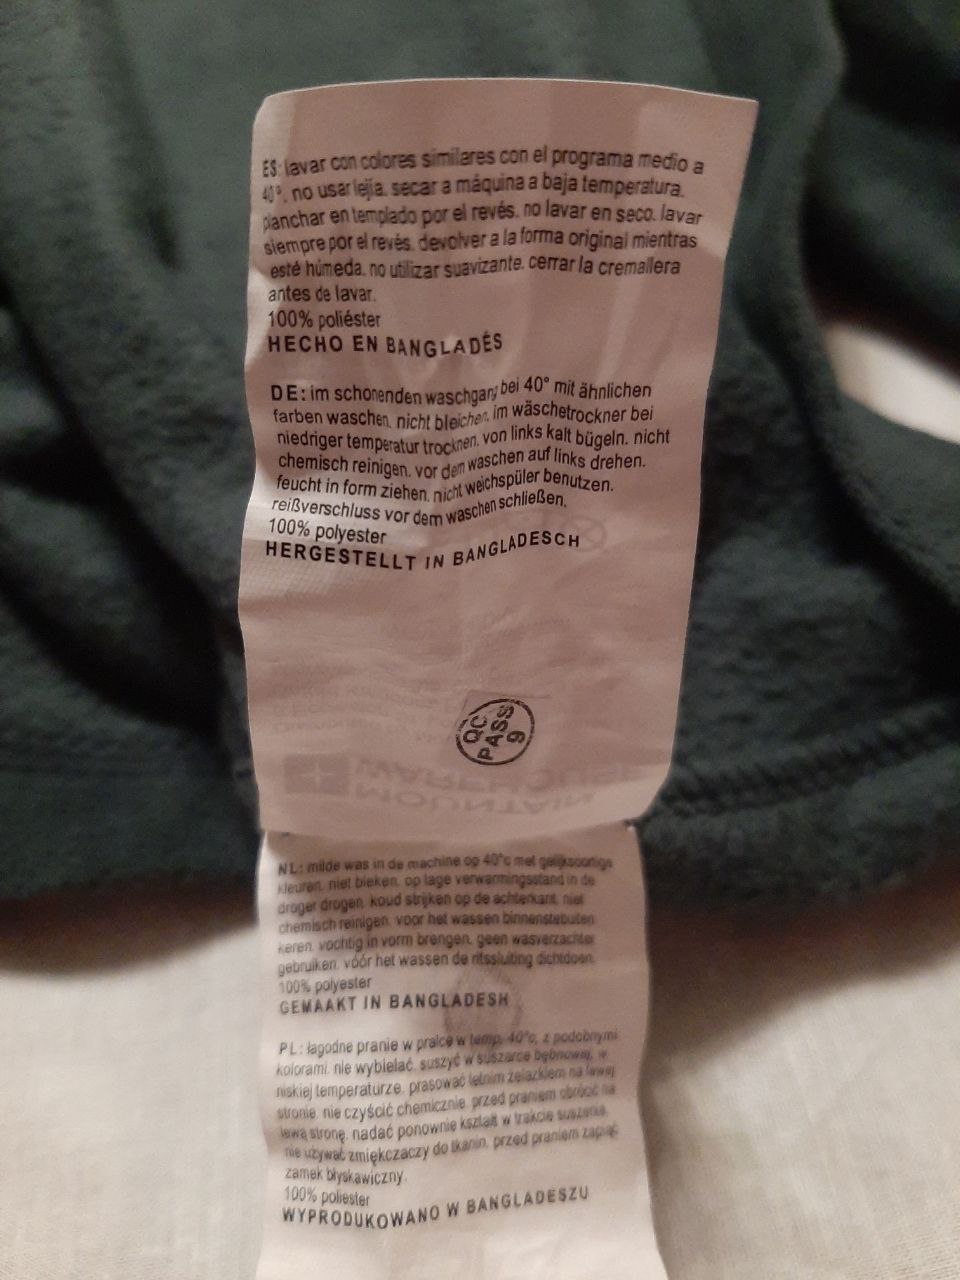 ES: lavar con colores similares con el programa medio a
40°, no usar lejía. secar a máquina a baja temperatura.
planchar en templado por el revés. no lavar en seco. lavar
siempre por el revés. devolver a la forma original mientras
esté húmeda. no utilizar suavizante. cerrar la cremallera
antes de lavar.
100% poliéster
HECHO EN BANGLADÉS
DE: im schonenden waschgang bei 40° mit ähnlichen
farben waschen. nicht bleichen. im wäschetrockner bei
niedriger temperatur trocknen. von links kalt bügeln. nicht
chemisch reinigen. vor dem waschen auf links drehen.
feucht in form ziehen. nicht weichspüler benutzen.
reißverschluss vor dem waschen schließen.
100% polyester
HERGESTELLT IN BANGLADESCH
QC
PASS
9
WAREHOUSE
MOUNTAIN
NL: milde was in de machine op 40°c met gelijksoortige
kleuren. niet bleken. op lage verwarmingsstand in de
droger drogen. koud strijken op de achterkant. niet
chemisch reinigen. voor het wassen binnenstebuten
keren. vochtig in vorm brengen. geen wasverzachter
gebruiken. vóór het wassen de ritssluiting dichtdoen.
100% polyester
GEMAAKT IN BANGLADESH
PL: łagodne pranie w pralce w temp. 40°c, z podobnymi
kolorami. nie wybielać. suszyć w suszarce bębnowej, w
niskiej temperaturze. prasować letnim żelazkiem na lewej
stronie. nie czyścić chemicznie. przed praniem obrócić na
lewą stronę. nadać ponownie kształt w trakcie suszenia.
nie używać zmiękczaczy do tkanin. przed praniem zapiąć
zamek błyskawiczny.
100% poliester
WYPRODUKOWANO W BANGLADESZU